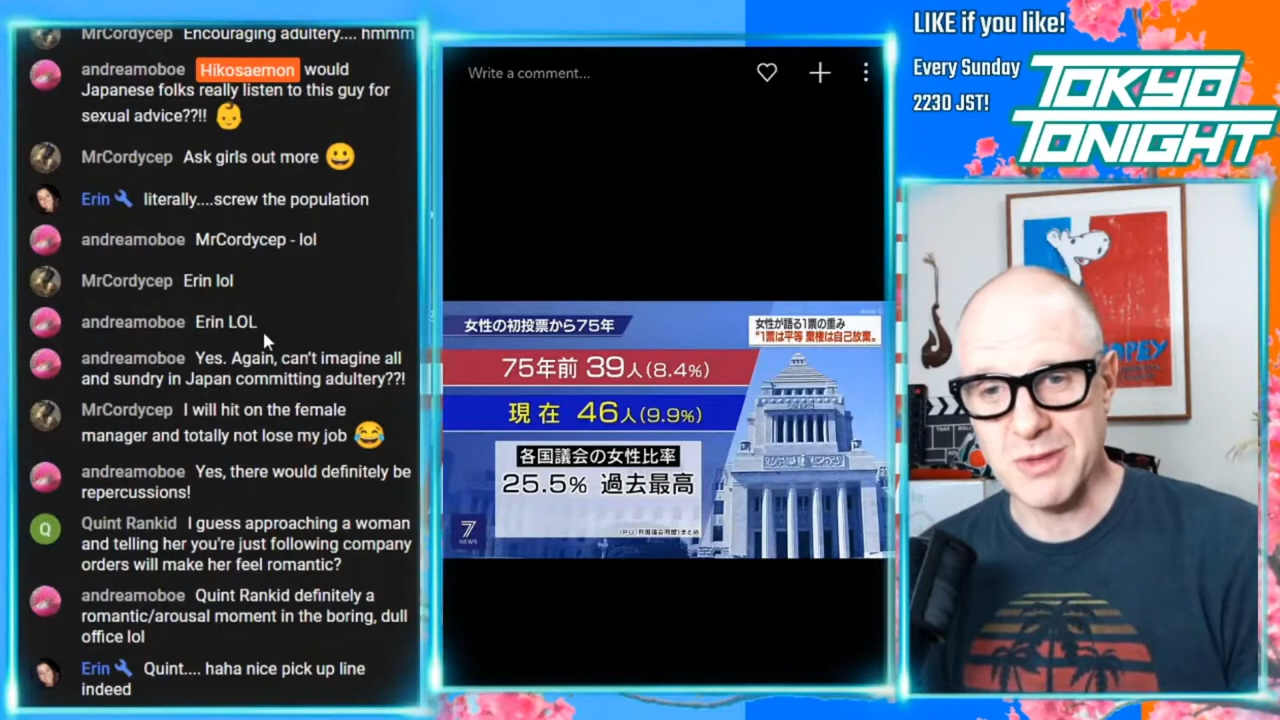 MrCordycep Encouraging adultery.... hmmm
andreamoboe Hikosaemon would
Japanese folks really listen to this guy for
sexual advice??!!
MrCordycep Ask girls out more
Erin literally....screw the population
andreamoboe MrCordycep - lol
MrCordycep Erin lol
andreamoboe Erin LOL
andreamoboe Yes. Again, can't imagine all
and sundry in Japan committing adultery??!
MrCordycep I will hit on the female
manager and totally not lose my job
andreamoboe Yes, there would definitely be
repercussions!
Q
Quint Rankid I guess approaching a woman
and telling her you're just following company
orders will make her feel romantic?
andreamoboe Quint Rankid definitely a
romantic/arousal moment in the boring, dull
office lol
Erin Quint.... haha nice pick up line
indeed
Write a comment...
女性の初投票から75年
女性が語る1票の重み
"1票は平等 棄権は自己放棄"
75年前 39人(8.4%)
現在 46人(9.9%)
各国議会の女性比率
25.5% 過去最高
7
NEWS
LIKE if you like!
Every Sunday
2230 JST!
TOKYO
TONIGHT